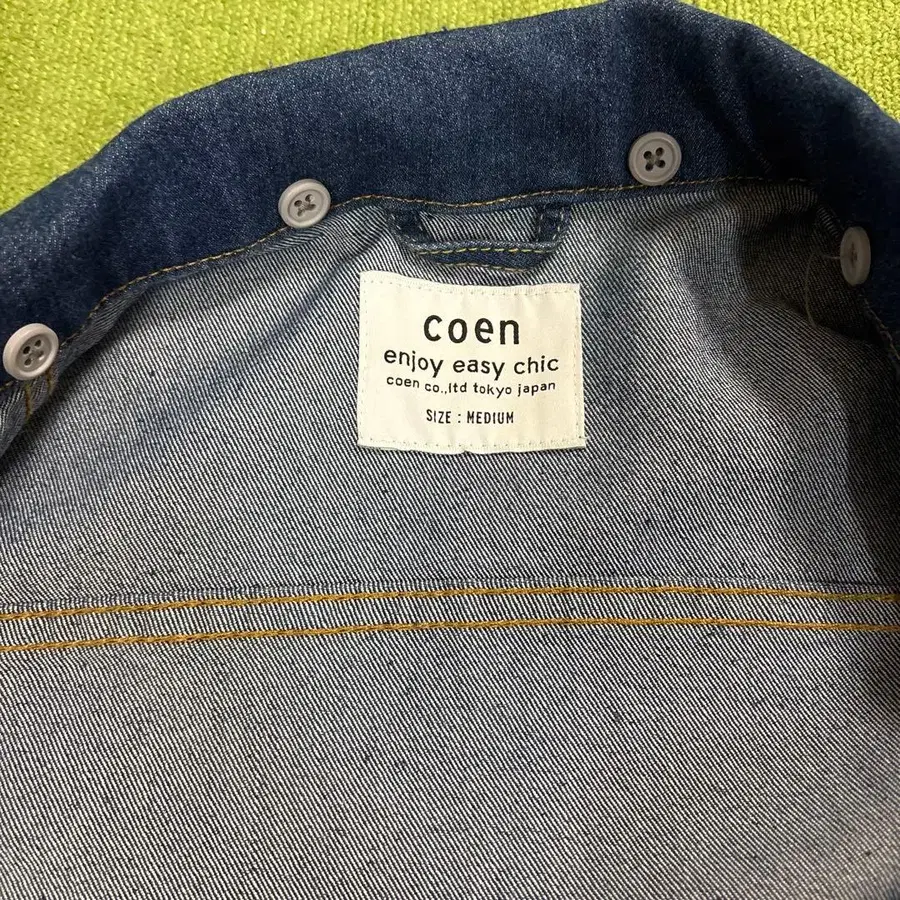 coen
enjoy easy chic
coen co.,ltd tokyo japan
SIZE : MEDIUM